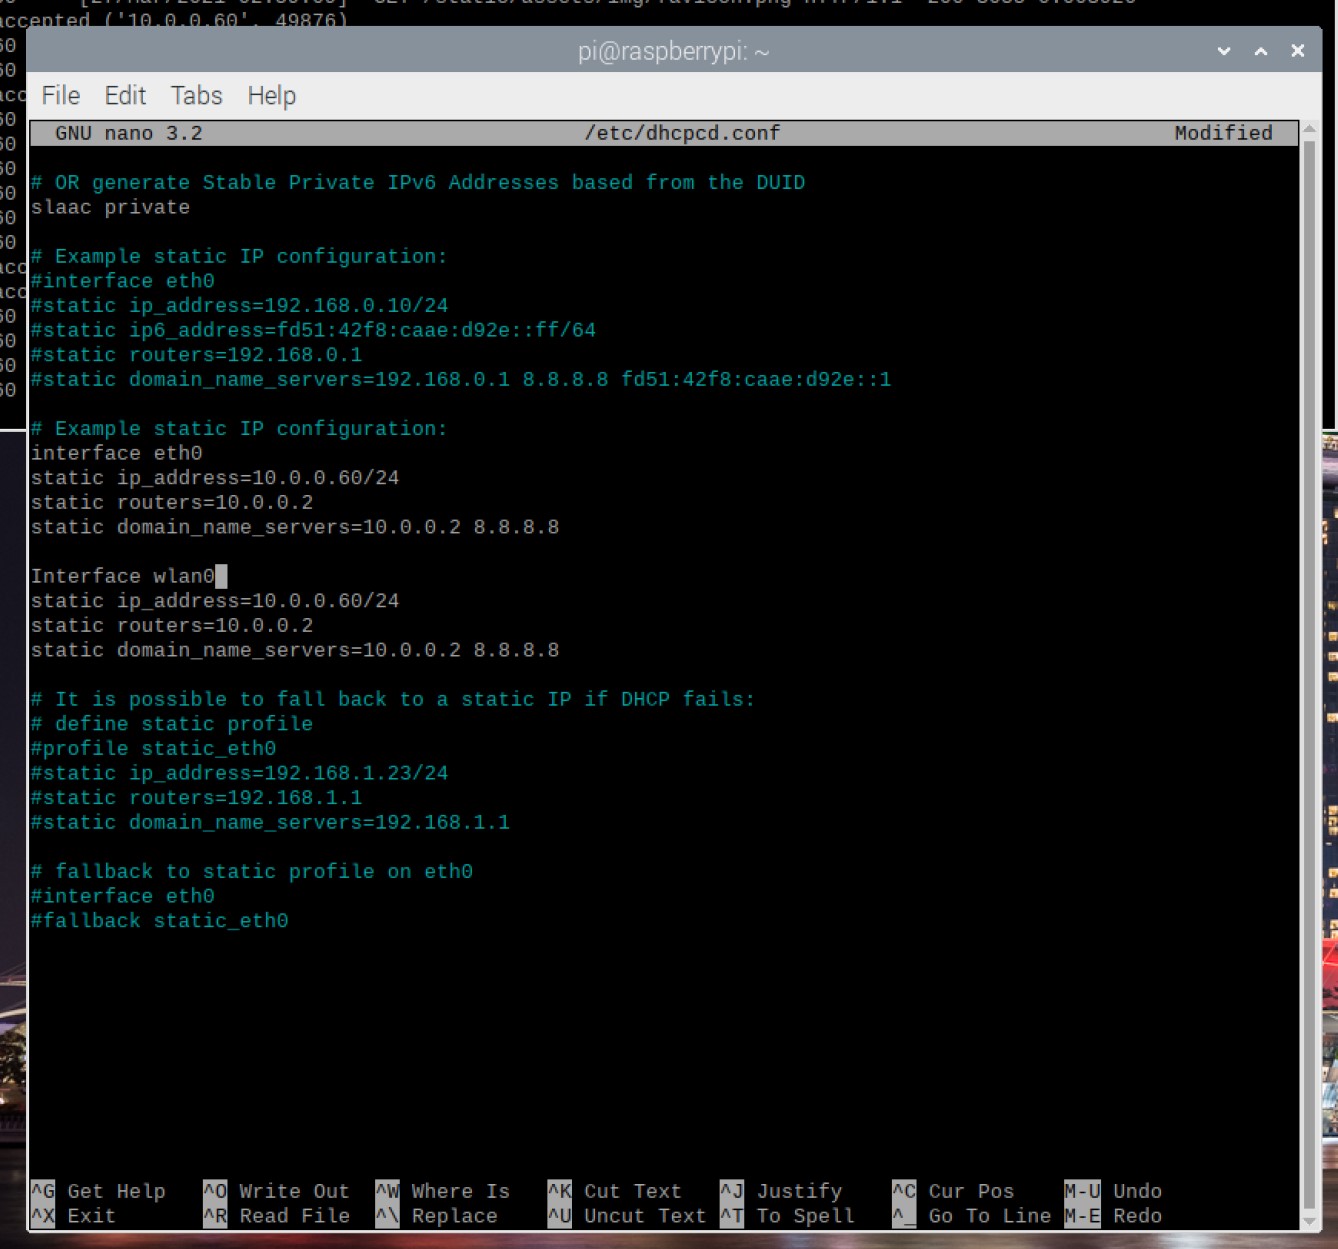 accepted ('10.0.0.60', 49876)
pi@raspberrypi: ~
File Edit Tabs Help
GNU nano 3.2 /etc/dhcpcd.conf Modified
# OR generate Stable Private IPv6 Addresses based from the DUID
slaac private
# Example static IP configuration:
#interface eth0
#static ip_address=192.168.0.10/24
#static ip6_address=fd51:42f8:caae:d92e::ff/64
#static routers=192.168.0.1
#static domain_name_servers=192.168.0.1 8.8.8.8 fd51:42f8:caae:d92e::1
# Example static IP configuration:
interface eth0
static ip_address=10.0.0.60/24
static routers=10.0.0.2
static domain_name_servers=10.0.0.2 8.8.8.8
Interface wlan0
static ip_address=10.0.0.60/24
static routers=10.0.0.2
static domain_name_servers=10.0.0.2 8.8.8.8
# It is possible to fall back to a static IP if DHCP fails:
# define static profile
#profile static_eth0
#static ip_address=192.168.1.23/24
#static routers=192.168.1.1
#static domain_name_servers=192.168.1.1
# fallback to static profile on eth0
#interface eth0
#fallback static_eth0
^G Get Help ^O Write Out ^W Where Is ^K Cut Text ^J Justify ^C Cur Pos M-U Undo
^X Exit ^R Read File ^\ Replace ^U Uncut Text ^T To Spell ^_ Go To Line M-E Redo